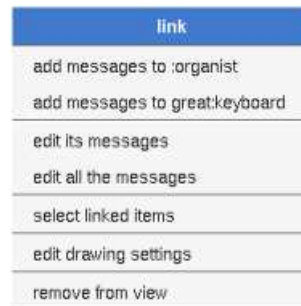 link
add messages to :organist
add messages to great:keyboard
edit its messages
edit all the messages
select linked items
edit drawing settings
remove from view